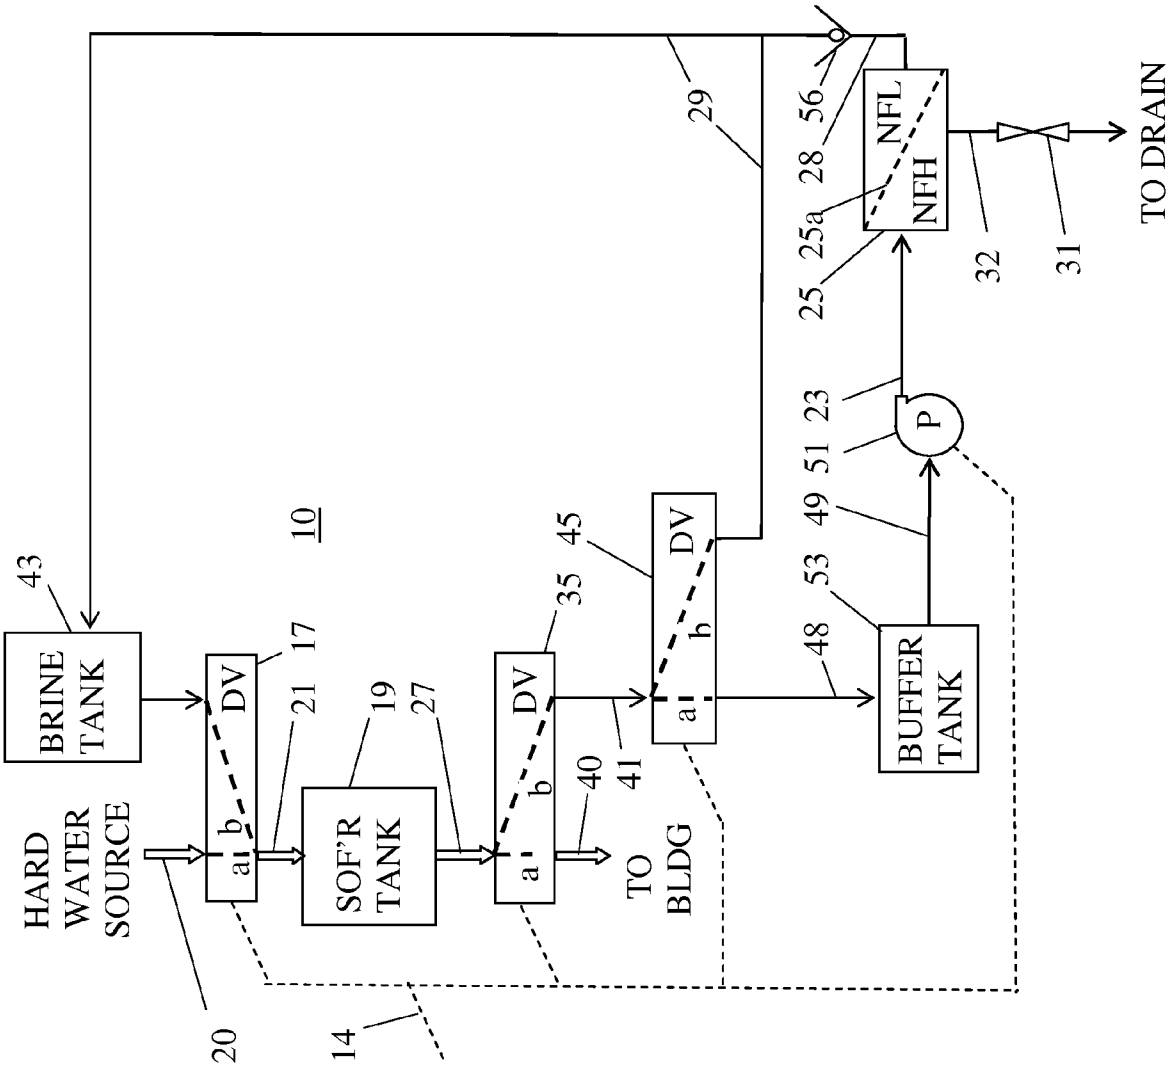 HARD
WATER
SOURCE
20
BRINE
TANK
43
a
b
DV
17
21
SOF'R
TANK
19
27
14
10
a
b
DV
35
40
TO
BLDG
41
a
b
DV
45
29
48
BUFFER
TANK
53
49
P
51
23
25
25a
NFH
NFL
28
56
32
31
TO DRAIN